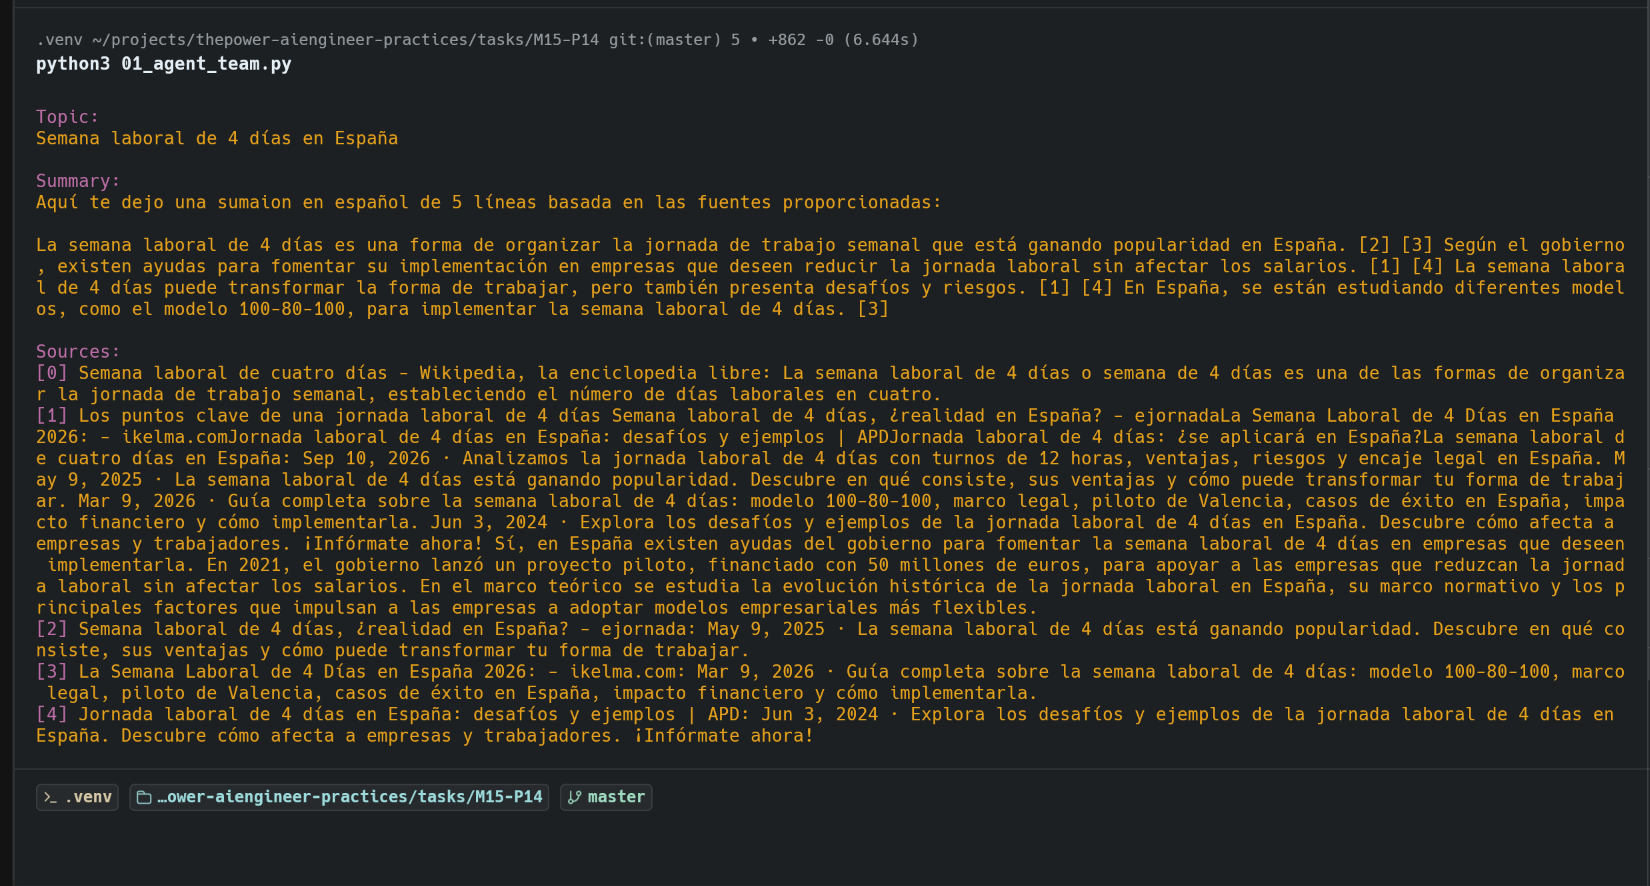 .venv ~/projects/thepower-aiengineer-practices/tasks/M15-P14 git:(master) 5 • +862 -0 (6.644s)
python3 01_agent_team.py
Topic:
Semana laboral de 4 días en España
Summary:
Aquí te dejo una sumaion en español de 5 líneas basada en las fuentes proporcionadas:
La semana laboral de 4 días es una forma de organizar la jornada de trabajo semanal que está ganando popularidad en España. [2] [3] Según el gobierno
, existen ayudas para fomentar su implementación en empresas que deseen reducir la jornada laboral sin afectar los salarios. [1] [4] La semana labora
l de 4 días puede transformar la forma de trabajar, pero también presenta desafíos y riesgos. [1] [4] En España, se están estudiando diferentes model
os, como el modelo 100-80-100, para implementar la semana laboral de 4 días. [3]
Sources:
[0] Semana laboral de cuatro días - Wikipedia, la enciclopedia libre: La semana laboral de 4 días o semana de 4 días es una de las formas de organiza
r la jornada de trabajo semanal, estableciendo el número de días laborales en cuatro.
[1] Los puntos clave de una jornada laboral de 4 días Semana laboral de 4 días, ¿realidad en España? - ejornadaLa Semana Laboral de 4 Días en España
2026: - ikelma.comJornada laboral de 4 días en España: desafíos y ejemplos | APDJornada laboral de 4 días: ¿se aplicará en España?La semana laboral d
e cuatro días en España: Sep 10, 2026 · Analizamos la jornada laboral de 4 días con turnos de 12 horas, ventajas, riesgos y encaje legal en España. M
ay 9, 2025 · La semana laboral de 4 días está ganando popularidad. Descubre en qué consiste, sus ventajas y cómo puede transformar tu forma de trabaj
ar. Mar 9, 2026 · Guía completa sobre la semana laboral de 4 días: modelo 100-80-100, marco legal, piloto de Valencia, casos de éxito en España, impa
cto financiero y cómo implementarla. Jun 3, 2024 · Explora los desafíos y ejemplos de la jornada laboral de 4 días en España. Descubre cómo afecta a
empresas y trabajadores. ¡Infórmate ahora! Sí, en España existen ayudas del gobierno para fomentar la semana laboral de 4 días en empresas que deseen
implementarla. En 2021, el gobierno lanzó un proyecto piloto, financiado con 50 millones de euros, para apoyar a las empresas que reduzcan la jornad
a laboral sin afectar los salarios. En el marco teórico se estudia la evolución histórica de la jornada laboral en España, su marco normativo y los p
rincipales factores que impulsan a las empresas a adoptar modelos empresariales más flexibles.
[2] Semana laboral de 4 días, ¿realidad en España? - ejornada: May 9, 2025 · La semana laboral de 4 días está ganando popularidad. Descubre en qué co
nsiste, sus ventajas y cómo puede transformar tu forma de trabajar.
[3] La Semana Laboral de 4 Días en España 2026: - ikelma.com: Mar 9, 2026 · Guía completa sobre la semana laboral de 4 días: modelo 100-80-100, marco
legal, piloto de Valencia, casos de éxito en España, impacto financiero y cómo implementarla.
[4] Jornada laboral de 4 días en España: desafíos y ejemplos | APD: Jun 3, 2024 · Explora los desafíos y ejemplos de la jornada laboral de 4 días en
España. Descubre cómo afecta a empresas y trabajadores. ¡Infórmate ahora!
.venv …ower-aiengineer-practices/tasks/M15-P14 master